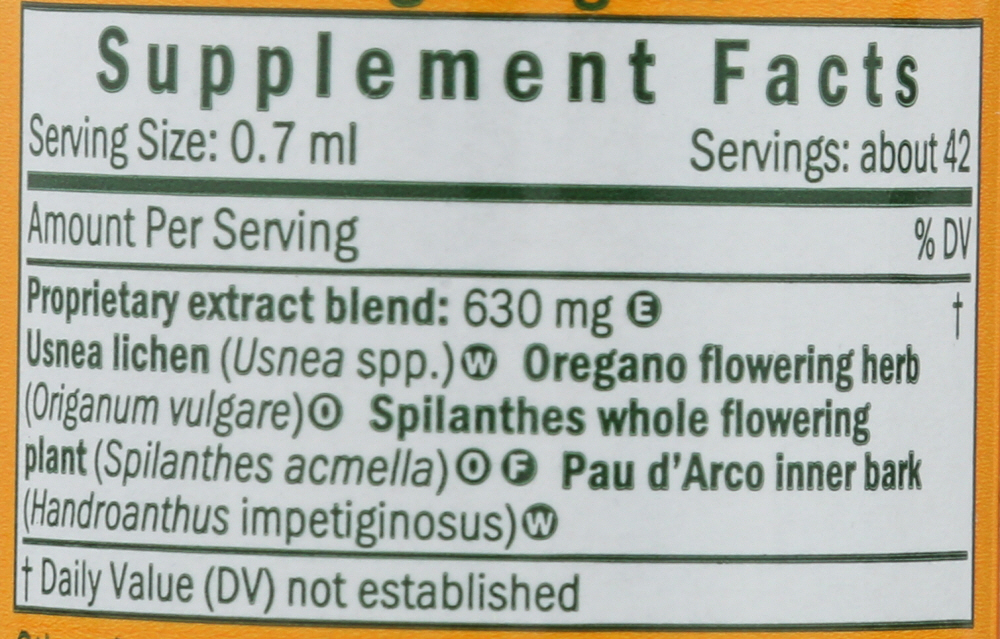 Supplement Facts
Serving Size: 0.7 ml Servings: about 42
Amount Per Serving % DV
Proprietary extract blend: 630 mg Ⓔ †
Usnea lichen (Usnea spp.) Ⓦ Oregano flowering herb
(Origanum vulgare) Ⓞ Spilanthes whole flowering
plant (Spilanthes acmella) Ⓞ Ⓕ Pau d'Arco inner bark
(Handroanthus impetiginosus) Ⓦ
† Daily Value (DV) not established